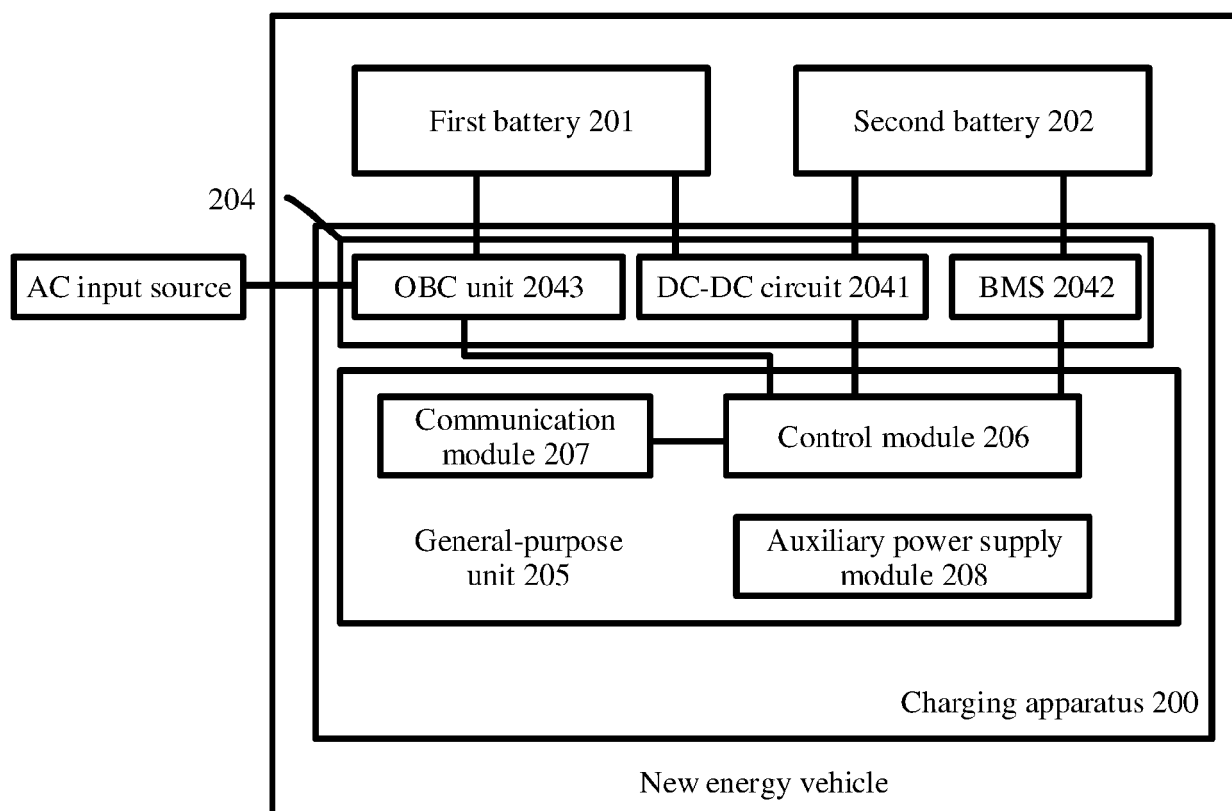 First battery 201
Second battery 202
204
AC input source
OBC unit 2043
DC-DC circuit 2041
BMS 2042
Communication
module 207
Control module 206
General-purpose
unit 205
Auxiliary power supply
module 208
Charging apparatus 200
New energy vehicle